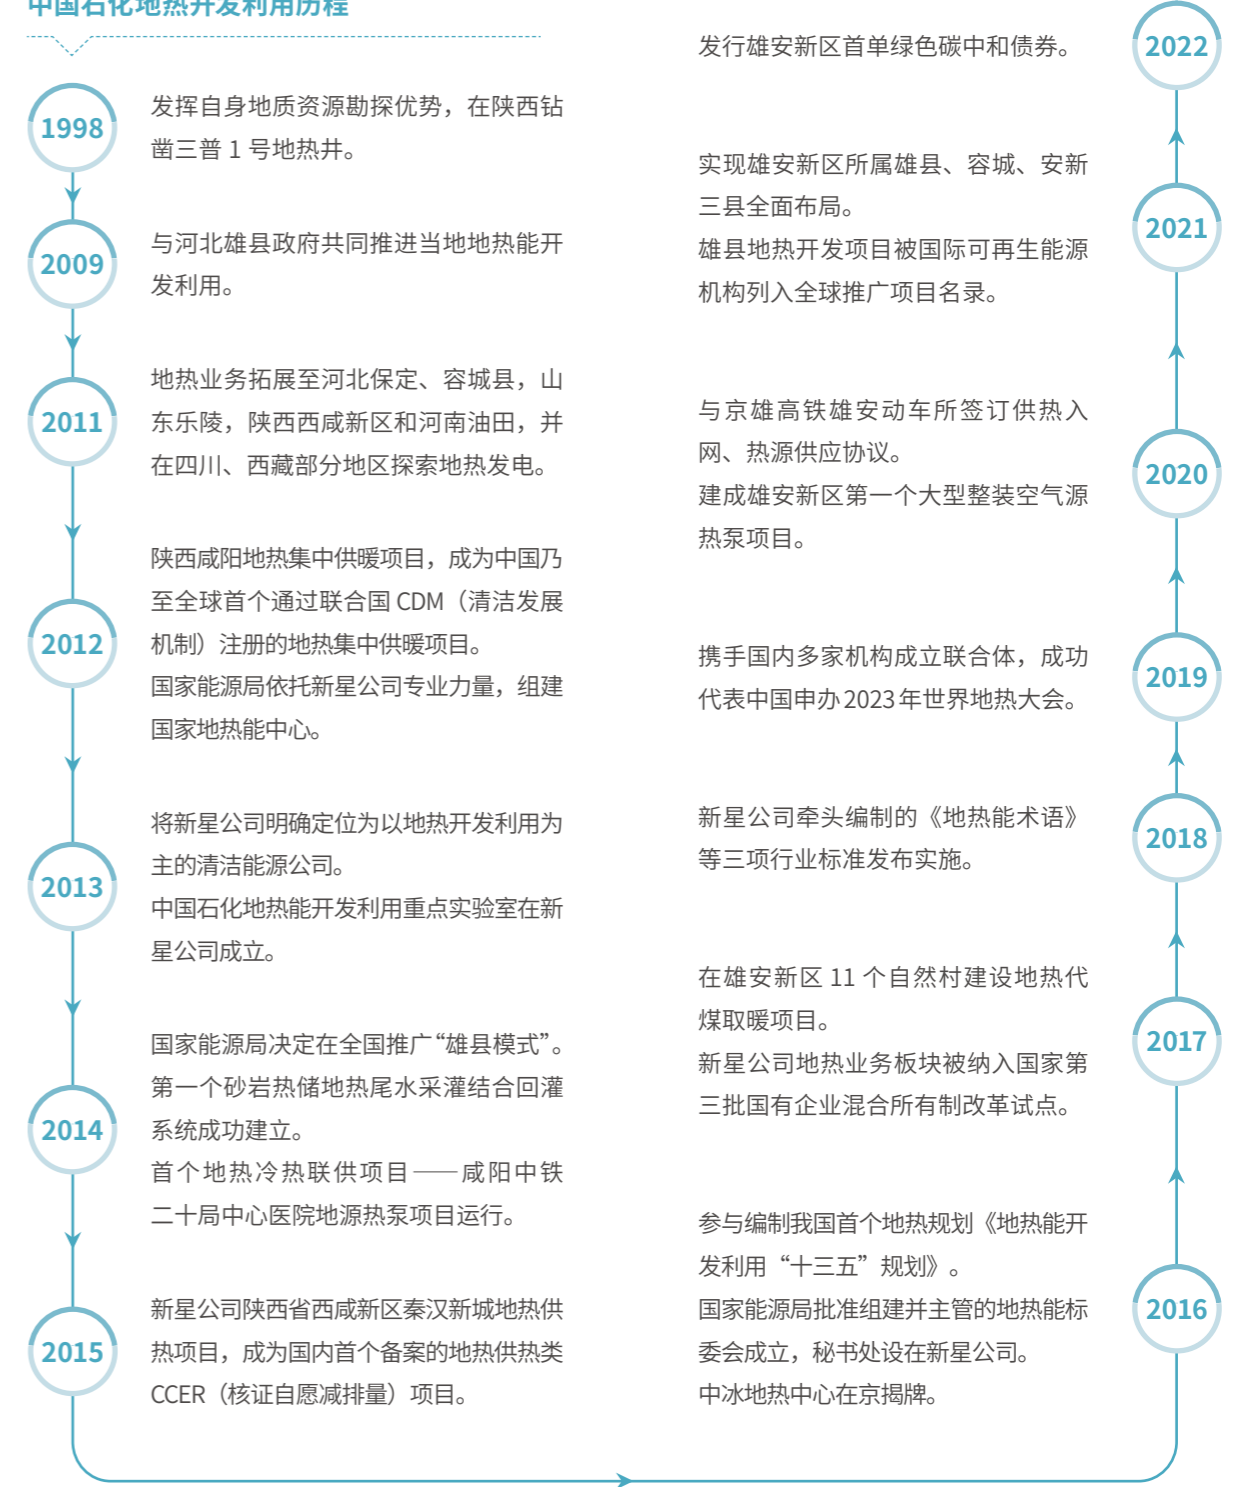 中国石化地热开发利用历程
1998
发挥自身地质资源勘探优势，在陕西钻
凿三普 1 号地热井。
2009
与河北雄县政府共同推进当地地热能开
发利用。
2011
地热业务拓展至河北保定、容城县，山
东乐陵，陕西西咸新区和河南油田，并
在四川、西藏部分地区探索地热发电。
2012
陕西咸阳地热集中供暖项目，成为中国乃
至全球首个通过联合国 CDM（清洁发展
机制）注册的地热集中供暖项目。
国家能源局依托新星公司专业力量，组建
国家地热能中心。
2013
将新星公司明确定位为以地热开发利用为
主的清洁能源公司。
中国石化地热能开发利用重点实验室在新
星公司成立。
2014
国家能源局决定在全国推广“雄县模式”。
第一个砂岩热储地热尾水采灌结合回灌
系统成功建立。
首个地热冷热联供项目——咸阳中铁
二十局中心医院地源热泵项目运行。
2015
新星公司陕西省西咸新区秦汉新城地热供
热项目，成为国内首个备案的地热供热类
CCER（核证自愿减排量）项目。
2016
参与编制我国首个地热规划《地热能开
发利用“十三五”规划》。
国家能源局批准组建并主管的地热能标
委会成立，秘书处设在新星公司。
中冰地热中心在京揭牌。
2017
在雄安新区 11 个自然村建设地热代
煤取暖项目。
新星公司地热业务板块被纳入国家第
三批国有企业混合所有制改革试点。
2018
新星公司牵头编制的《地热能术语》
等三项行业标准发布实施。
2019
携手国内多家机构成立联合体，成功
代表中国申办2023年世界地热大会。
2020
与京雄高铁雄安动车所签订供热入
网、热源供应协议。
建成雄安新区第一个大型整装空气源
热泵项目。
2021
实现雄安新区所属雄县、容城、安新
三县全面布局。
雄县地热开发项目被国际可再生能源
机构列入全球推广项目名录。
2022
发行雄安新区首单绿色碳中和债券。